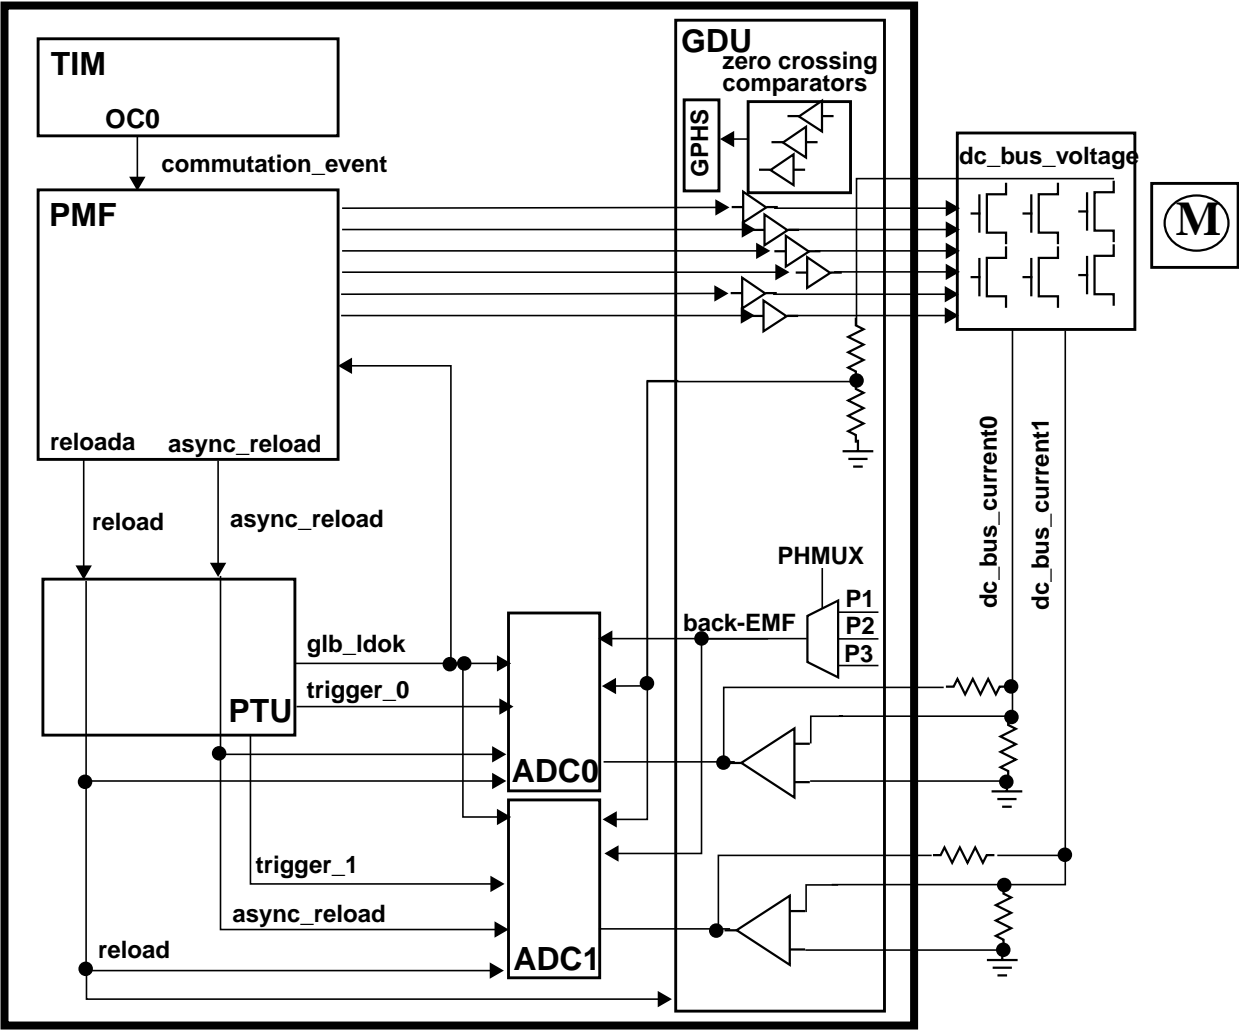 TIM
OC0
commutation_event
PMF
reloada
async_reload
reload
async_reload
PTU
glb_ldok
trigger_0
trigger_1
async_reload
reload
ADC0
ADC1
GDU
zero crossing
comparators
GPHS
PHMUX
P1
P2
P3
back-EMF
dc_bus_voltage
M
dc_bus_current0
dc_bus_current1